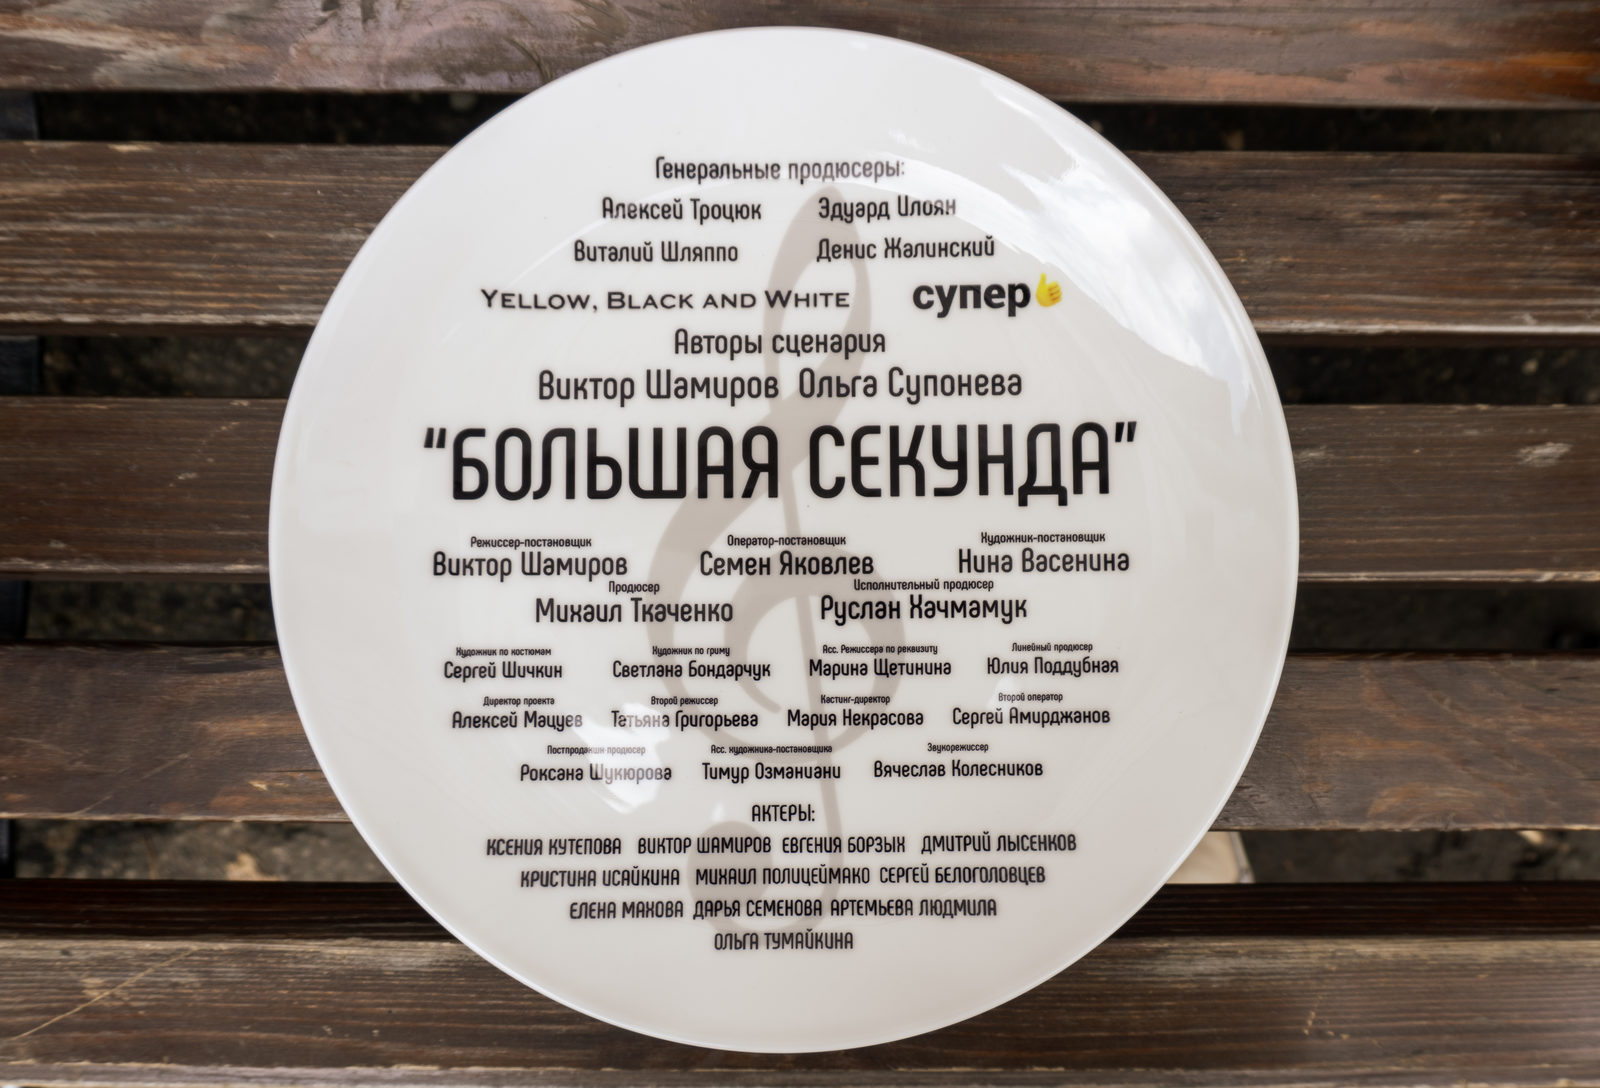 Генеральные продюсеры:
Алексей Троцюк Эдуард Илоян
Виталий Шляппо Денис Жалинский
YELLOW, BLACK AND WHITE супер
Авторы сценария
Виктор Шамиров Ольга Супонева
“БОЛЬШАЯ СЕКУНДА”
Режиссер-постановщик Оператор-постановщик Художник-постановщик
Виктор Шамиров Семен Яковлев Нина Васенина
Продюсер Исполнительный продюсер
Михаил Ткаченко Руслан Хачмамук
Художник по костюмам Художник по гриму Асс. Режиссера по реквизиту Линейный продюсер
Сергей Шичкин Светлана Бондарчук Марина Щетинина Юлия Поддубная
Директор проекта Второй режиссер Кастинг-директор Второй оператор
Алексей Мацуев Татьяна Григорьева Мария Некрасова Сергей Амирджанов
Постпродакшн-продюсер Асс. художника-постановщика Звукорежиссер
Роксана Шукюрова Тимур Озманиани Вячеслав Колесников
АКТЕРЫ:
КСЕНИЯ КУТЕПОВА ВИКТОР ШАМИРОВ ЕВГЕНИЯ БОРЗЫХ ДМИТРИЙ ЛЫСЕНКОВ
КРИСТИНА ИСАЙКИНА МИХАИЛ ПОЛИЦЕЙМАКО СЕРГЕЙ БЕЛОГОЛОВЦЕВ
ЕЛЕНА МАХОВА ДАРЬЯ СЕМЕНОВА АРТЕМЬЕВА ЛЮДМИЛА
ОЛЬГА ТУМАЙКИНА